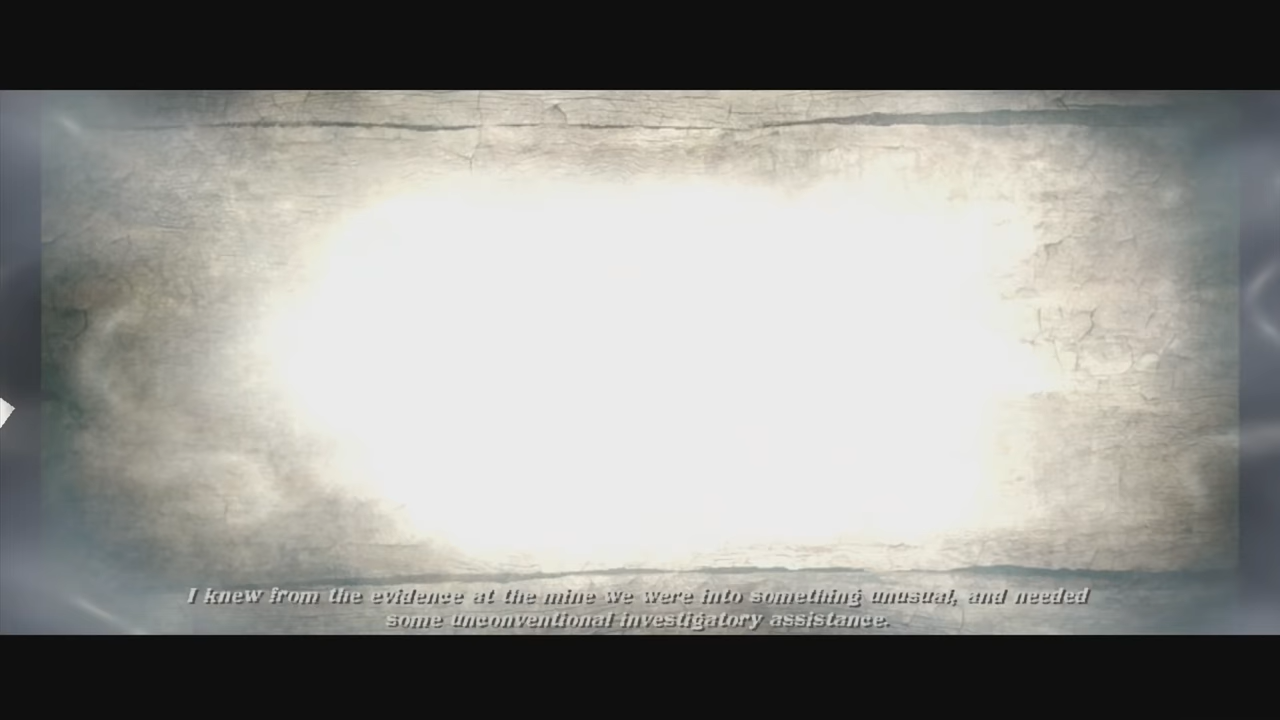 I knew from the evidence at the mine we were into something unusual, and needed
some unconventional investigatory assistance.